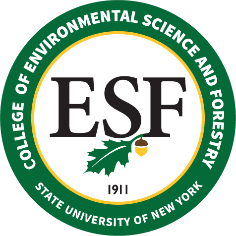 COLLEGE OF ENVIRONMENTAL SCIENCE AND FORESTRY
ESF
1911
STATE UNIVERSITY OF NEW YORK